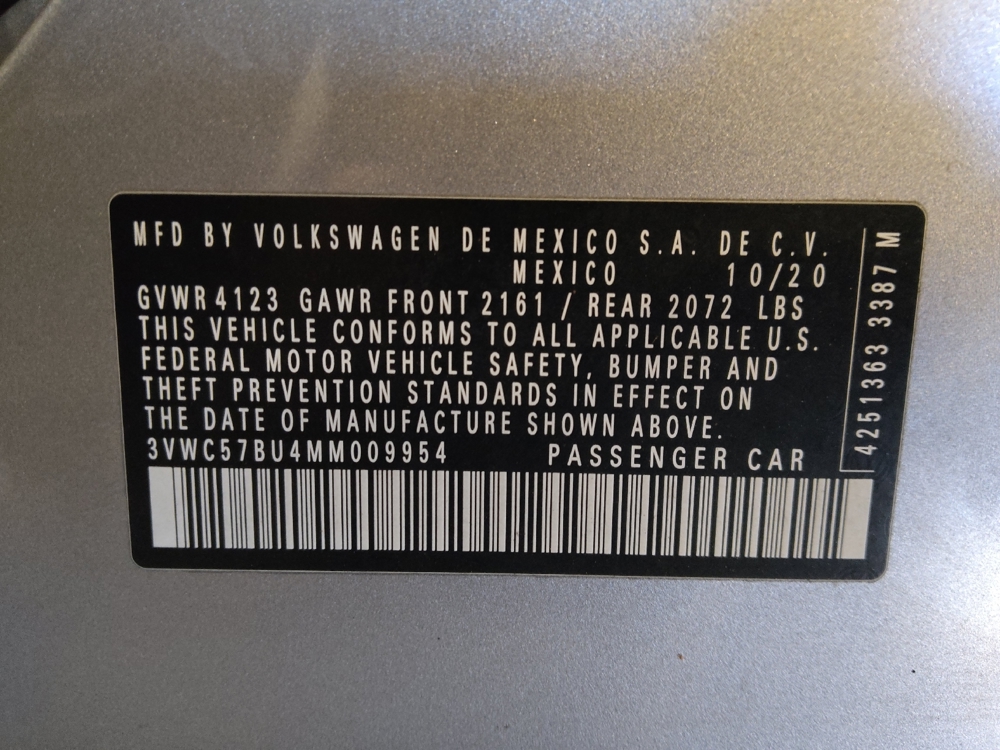 MFD BY VOLKSWAGEN DE MEXICO S.A. DE C.V.
MEXICO 10/20
GVWR 4123 GAWR FRONT 2161 / REAR 2072 LBS
THIS VEHICLE CONFORMS TO ALL APPLICABLE U.S.
FEDERAL MOTOR VEHICLE SAFETY, BUMPER AND
THEFT PREVENTION STANDARDS IN EFFECT ON
THE DATE OF MANUFACTURE SHOWN ABOVE.
3VWC57BU4MM009954 PASSENGER CAR
4251363 3387 M